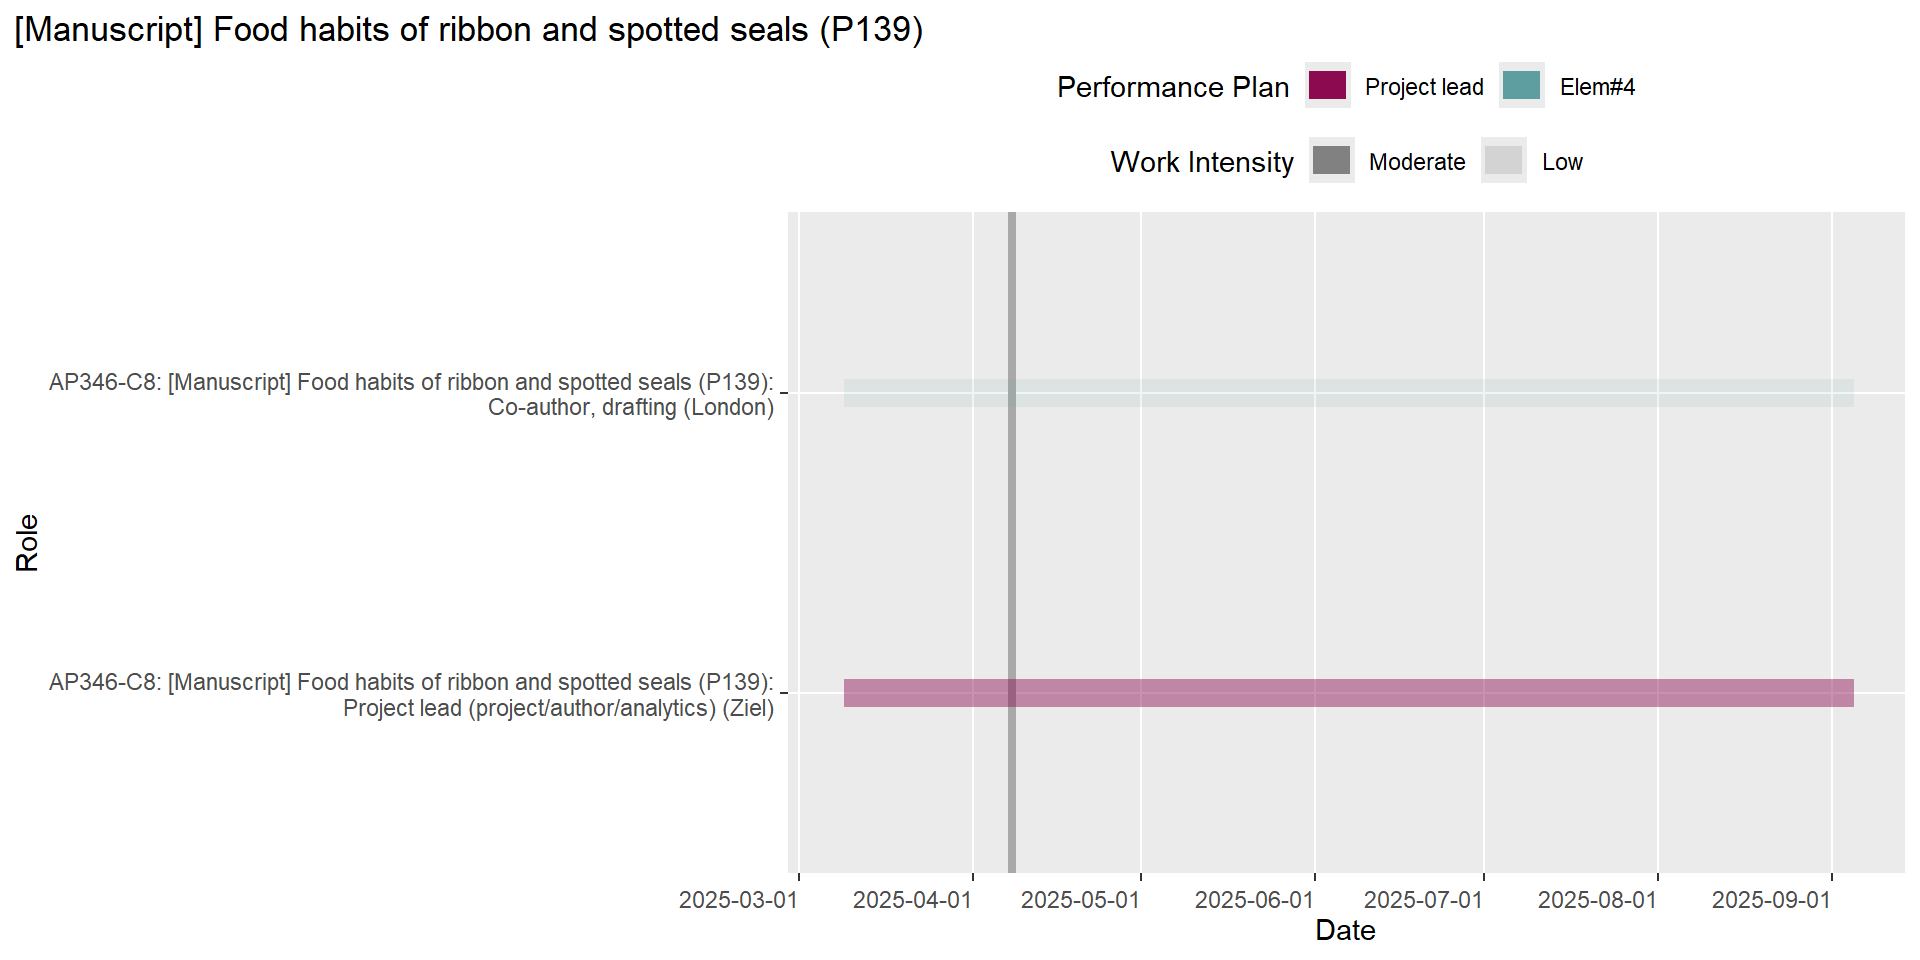 [Manuscript] Food habits of ribbon and spotted seals (P139)
Performance Plan Project lead Elem#4
Work Intensity Moderate Low
AP346-C8: [Manuscript] Food habits of ribbon and spotted seals (P139):
Co-author, drafting (London)
Role
AP346-C8: [Manuscript] Food habits of ribbon and spotted seals (P139):
Project lead (project/author/analytics) (Ziel)
2025-03-01 2025-04-01 2025-05-01 2025-06-01 2025-07-01 2025-08-01 2025-09-01
Date